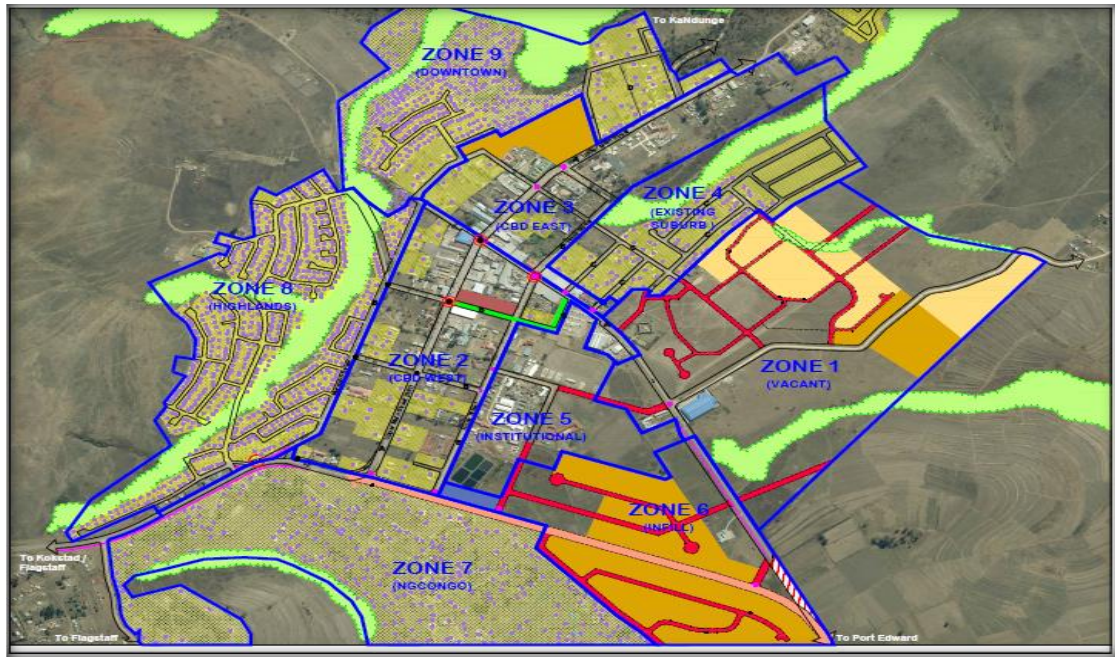 To KaNdunge
ZONE 9
(DOWNTOWN)
ZONE 4
(EXISTING
SUBURB )
ZONE 3
(CBD EAST)
ZONE 8
(HIGHLANDS)
ZONE 2
(CBD WEST)
ZONE 1
(VACANT)
ZONE 5
(INSTITUTIONAL)
ZONE 6
(INFILL)
To Kokstad /
Flagstaff
ZONE 7
(NGCONGO)
To Flagstaff
To Port Edward